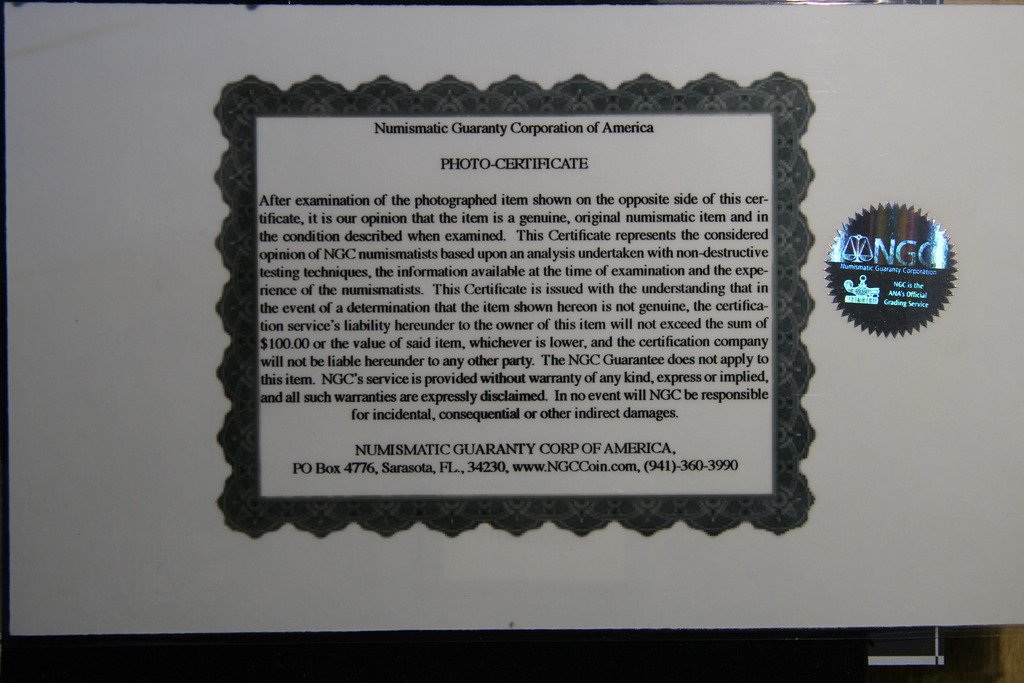 Numismatic Guaranty Corporation of America
PHOTO-CERTIFICATE
After examination of the photographed item shown on the opposite side of this cer-
tificate, it is our opinion that the item is a genuine, original numismatic item and in
the condition described when examined. This Certificate represents the considered
opinion of NGC numismatists based upon an analysis undertaken with non-destructive
testing techniques, the information available at the time of examination and the expe-
rience of the numismatists. This Certificate is issued with the understanding that in
the event of a determination that the item shown hereon is not genuine, the certifica-
tion service's liability hereunder to the owner of this item will not exceed the sum of
$100.00 or the value of said item, whichever is lower, and the certification company
will not be liable hereunder to any other party. The NGC Guarantee does not apply to
this item. NGC's service is provided without warranty of any kind, express or implied,
and all such warranties are expressly disclaimed. In no event will NGC be responsible
for incidental, consequential or other indirect damages.
NUMISMATIC GUARANTY CORP OF AMERICA,
PO Box 4776, Sarasota, FL., 34230, www.NGCCoin.com, (941)-360-3990
NGC
Numismatic Guaranty Corporation
NGC is the
ANA's Official
Grading Service